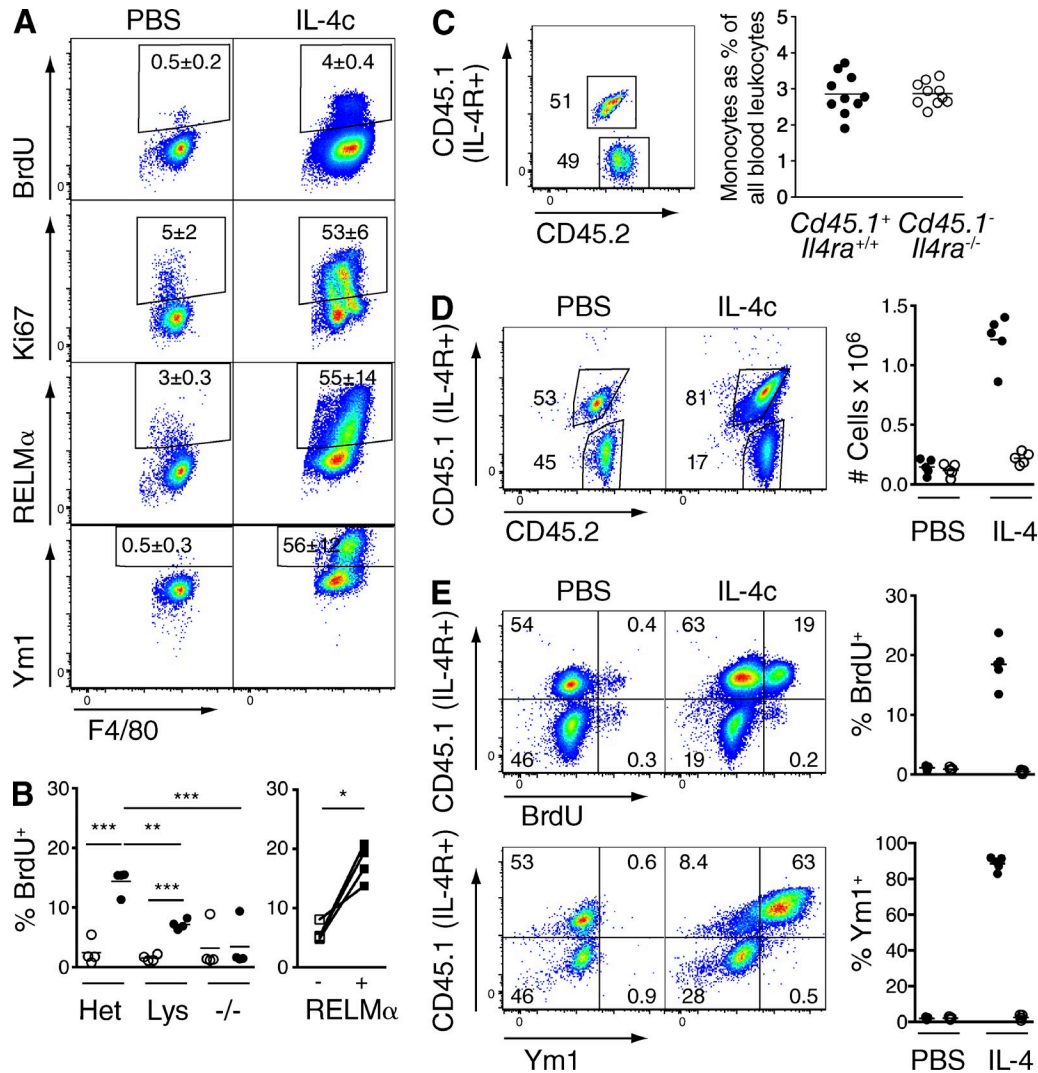 A
PBS IL-4c
0.5±0.2 4±0.4
BrdU
0
5±2 53±6
Ki67
0
3±0.3 55±14
RELMα
0
0.5±0.3 56±12
Ym1
0
0 0
F4/80
B
% BrdU+
30
20
10
0
*** ** ***
***
Het Lys -/-
30
20
10
0
*
- +
RELMα
C
CD45.1
(IL-4R+)
51
49
0
0
CD45.2
Monocytes as % of
all blood leukocytes
5
4
3
2
1
0
Cd45.1+ Cd45.1-
Il4ra+/+ Il4ra-/-
D
PBS IL-4c
CD45.1 (IL-4R+)
53 81
45 17
0
0 0
CD45.2
# Cells x 10⁶
1.5
1.0
0.5
0.0
PBS IL-4
E
PBS IL-4c
CD45.1 (IL-4R+)
54 0.4 63 19
46 0.3 19 0.2
0
0 0
BrdU
% BrdU+
30
20
10
0
CD45.1 (IL-4R+)
53 0.6 8.4 63
46 0.9 28 0.5
0
0 0
Ym1
% Ym1+
100
80
60
40
20
0
PBS IL-4